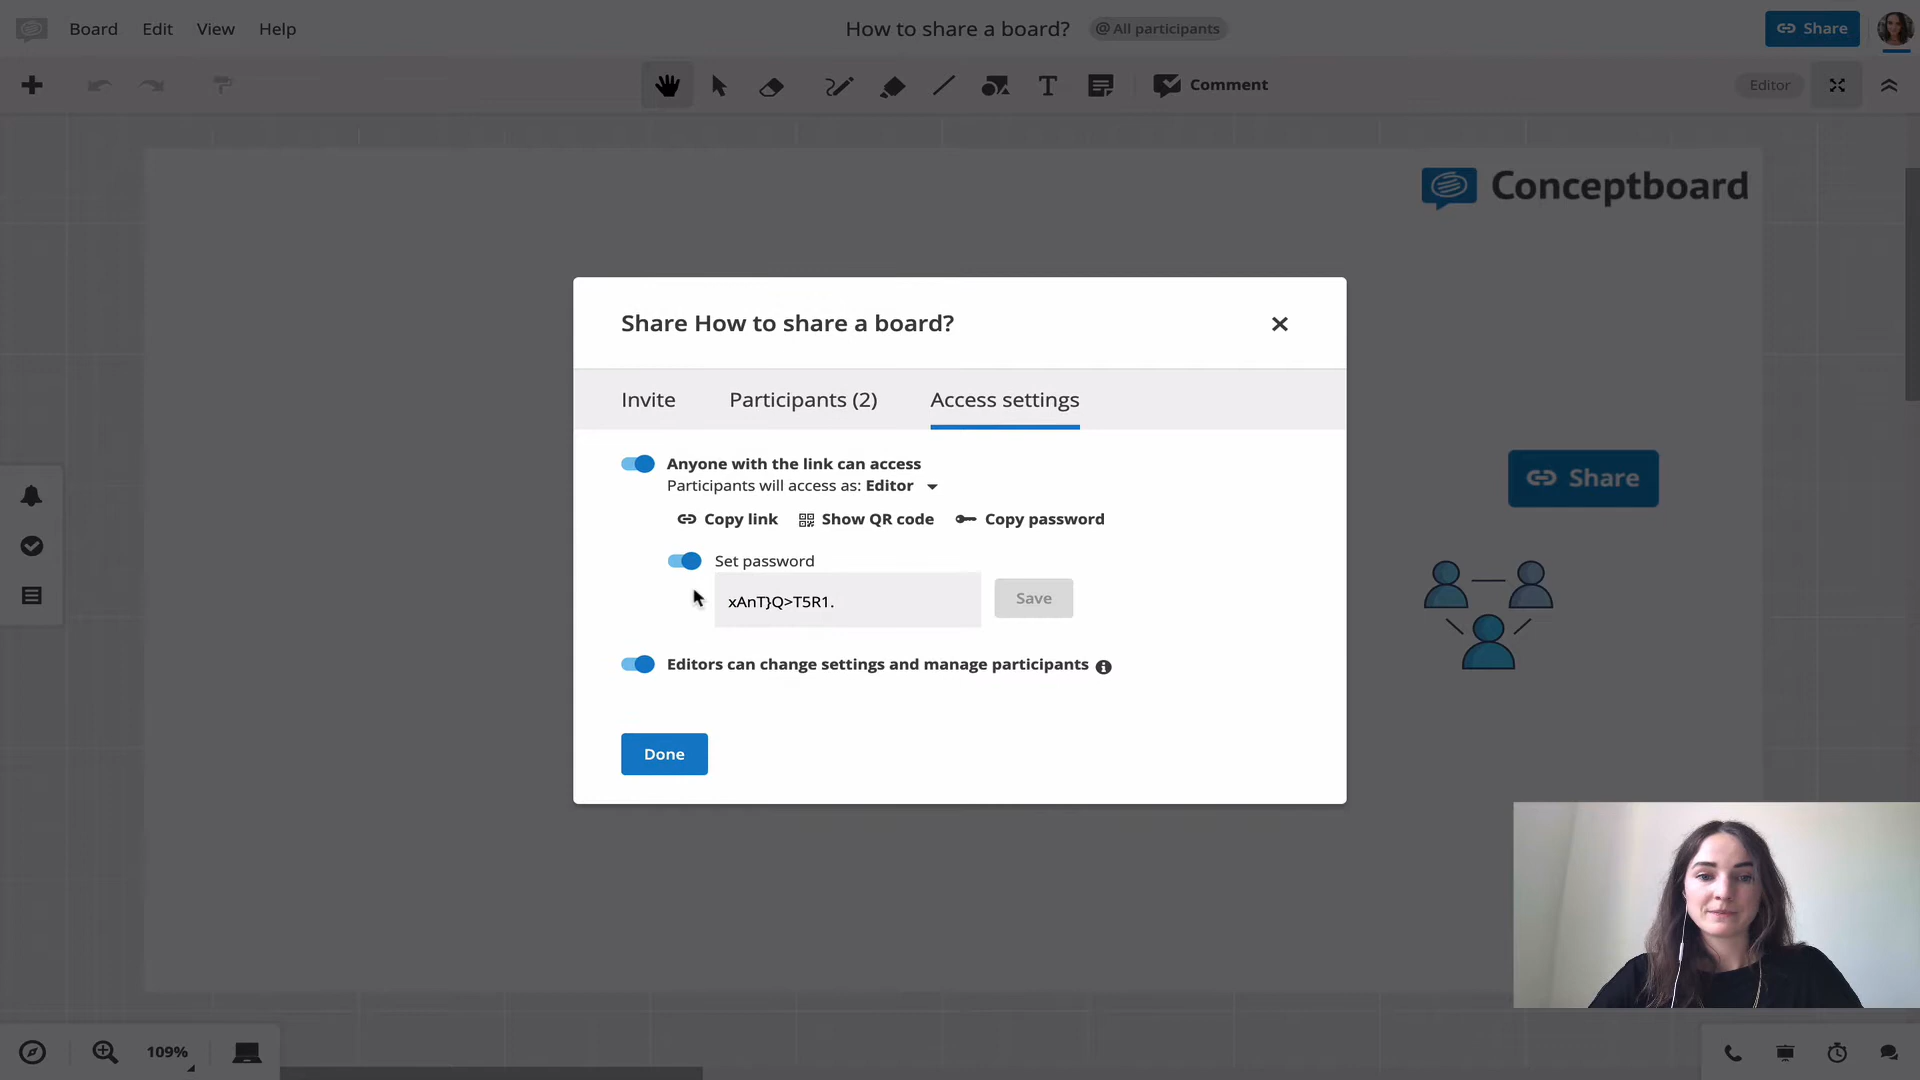 Board Edit View Help
How to share a board? @ All participants
Share
Comment
Editor
Conceptboard
Share How to share a board?
Invite Participants (2) Access settings
Anyone with the link can access
Participants will access as: Editor
Copy link Show QR code Copy password
Set password
xAnT}Q>T5R1.
Save
Editors can change settings and manage participants
Done
Share
109%